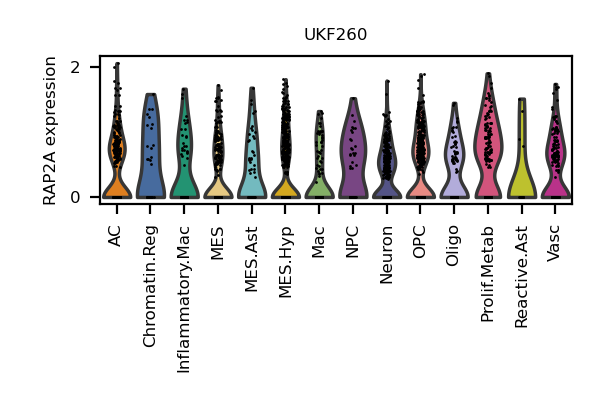 UKF260
RAP2A expression
2
0
AC
Chromatin.Reg
Inflammatory.Mac
MES
MES.Ast
MES.Hyp
Mac
NPC
Neuron
OPC
Oligo
Prolif.Metab
Reactive.Ast
Vasc